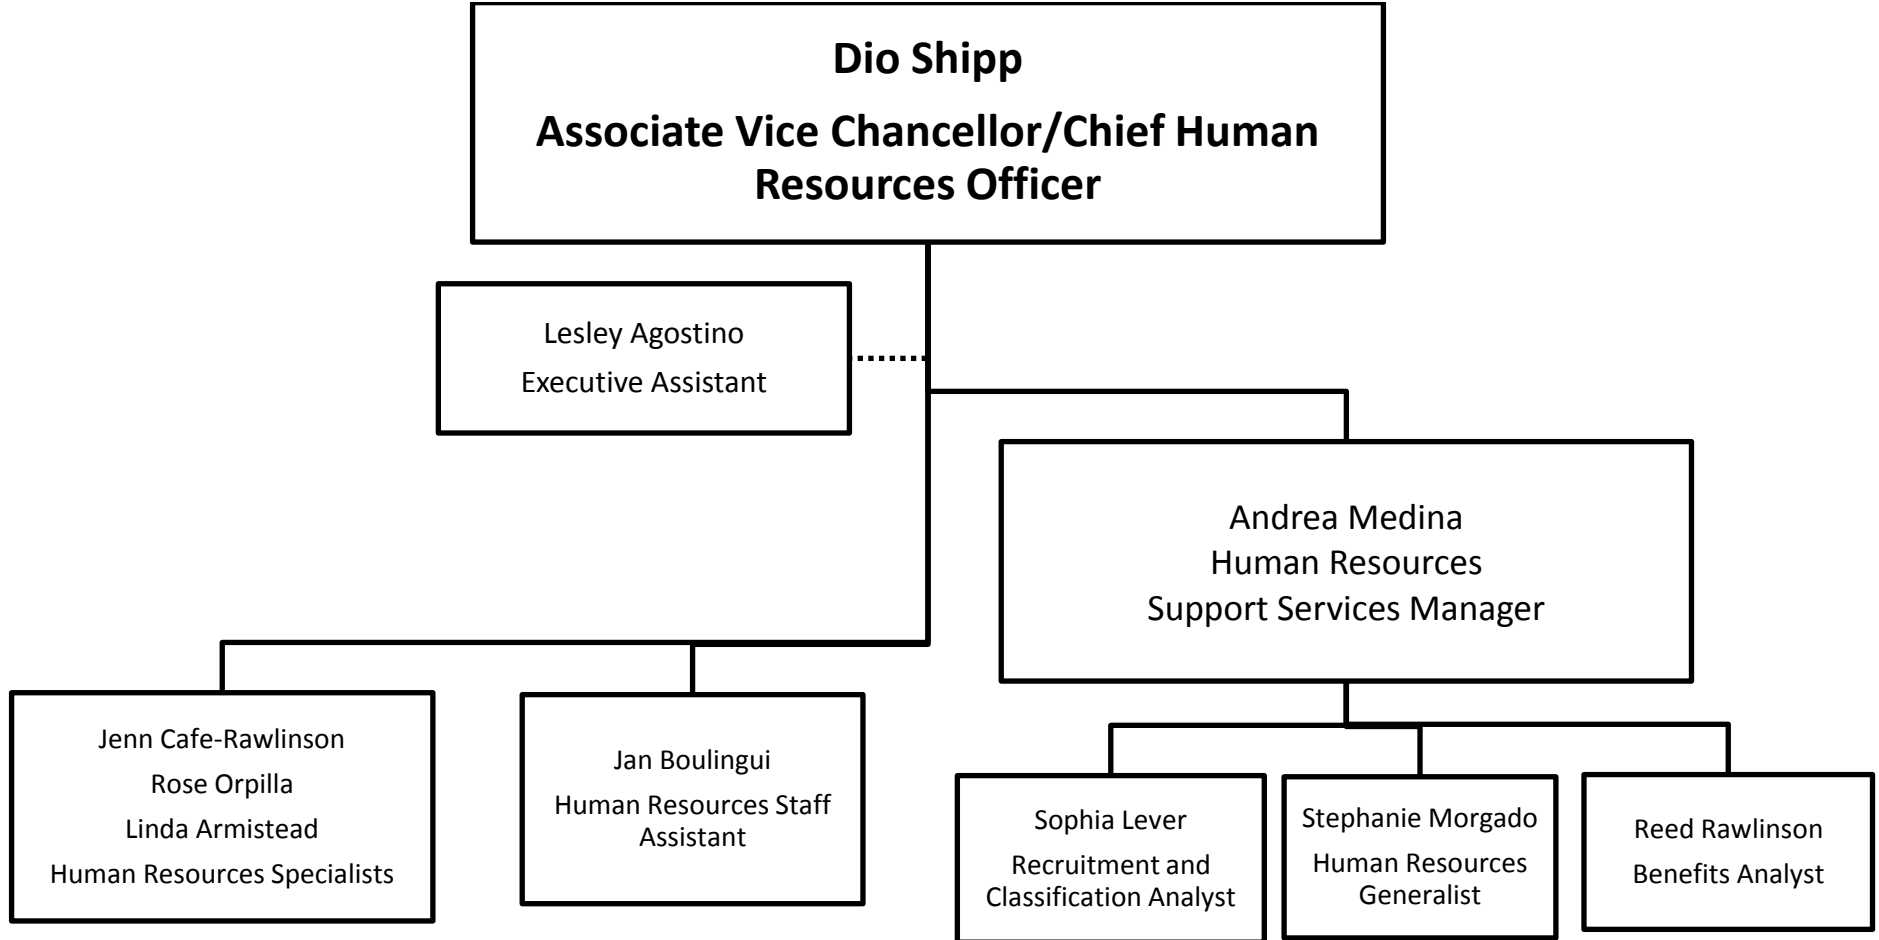 Dio Shipp
Associate Vice Chancellor/Chief Human
Resources Officer
Lesley Agostino
Executive Assistant
Andrea Medina
Human Resources
Support Services Manager
Jenn Cafe-Rawlinson
Rose Orpilla
Linda Armistead
Human Resources Specialists
Jan Boulingui
Human Resources Staff
Assistant
Sophia Lever
Recruitment and
Classification Analyst
Stephanie Morgado
Human Resources
Generalist
Reed Rawlinson
Benefits Analyst